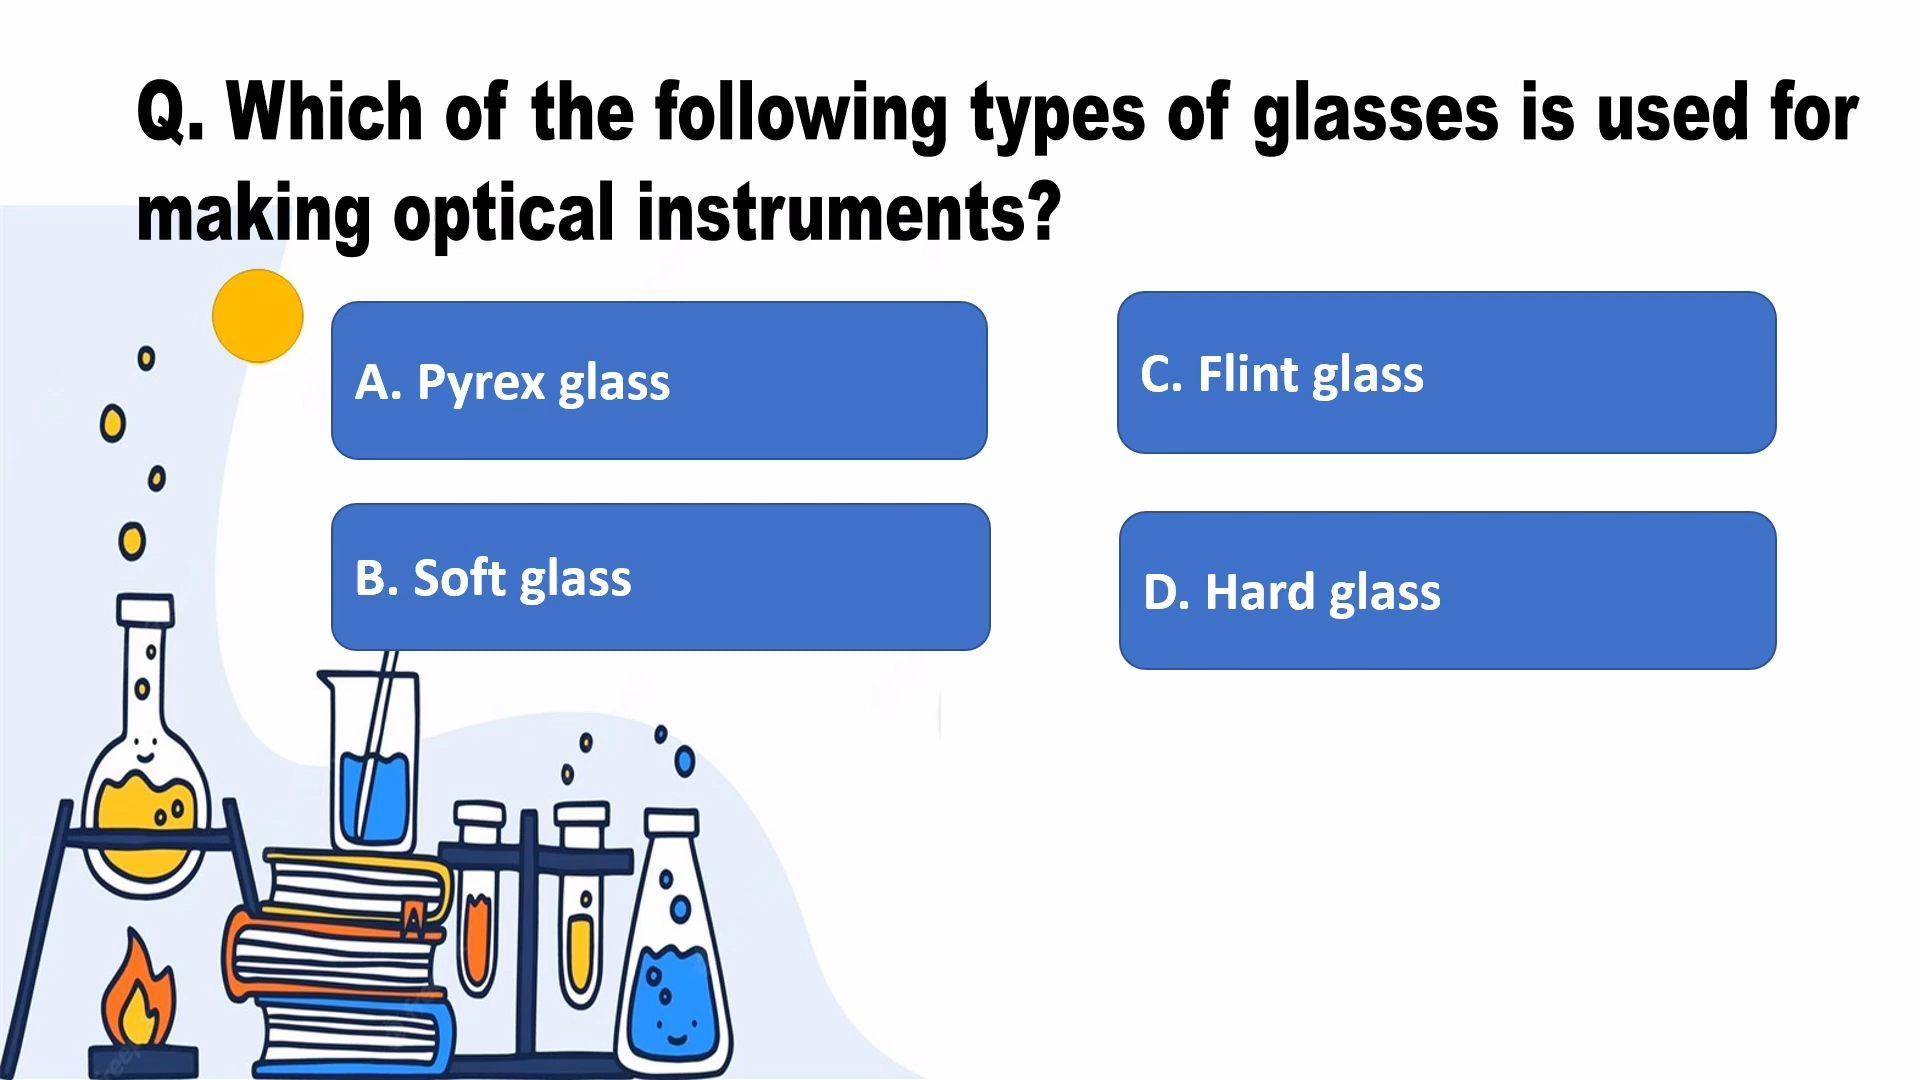 Q. Which of the following types of glasses is used for
making optical instruments?
A. Pyrex glass
C. Flint glass
B. Soft glass
D. Hard glass